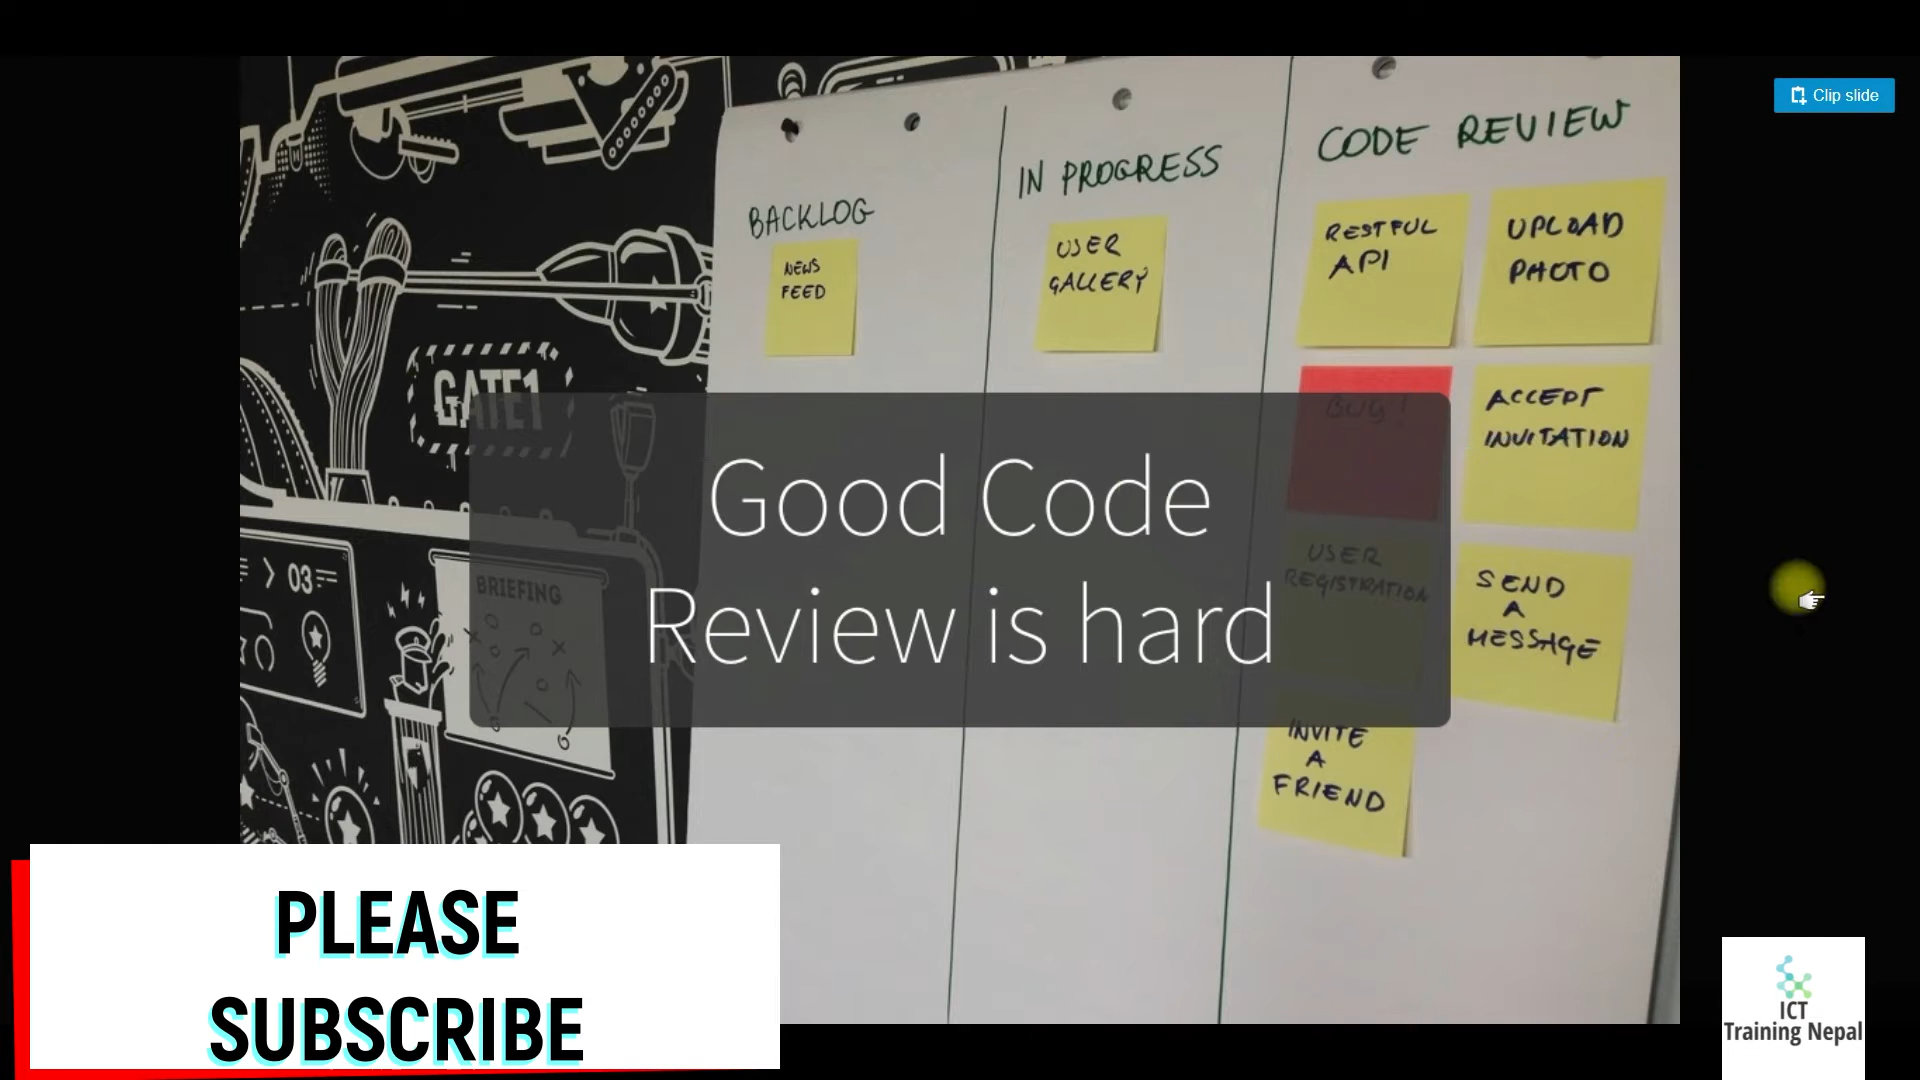 Clip slide
CODE REVIEW
IN PROGRESS
BACKLOG
NEWS
FEED
USER
GALLERY
RESTFUL
API
UPLOAD
PHOTO
BUG!
ACCEPT
INVITATION
USER
REGISTRATION
SEND
A
MESSAGE
INVITE
A
FRIEND
GATE1
03
BRIEFING
Good Code
Review is hard
PLEASE
SUBSCRIBE
ICT
Training Nepal